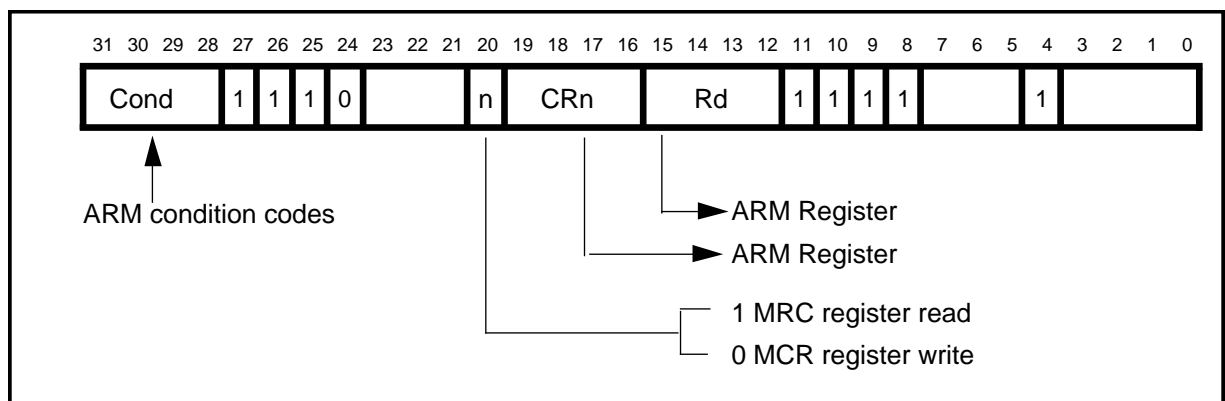 31 30 29 28 27 26 25 24 23 22 21 20 19 18 17 16 15 14 13 12 11 10 9 8 7 6 5 4 3 2 1 0
Cond 1 1 1 0 n CRn Rd 1 1 1 1 1
ARM condition codes
ARM Register
ARM Register
1 MRC register read
0 MCR register write